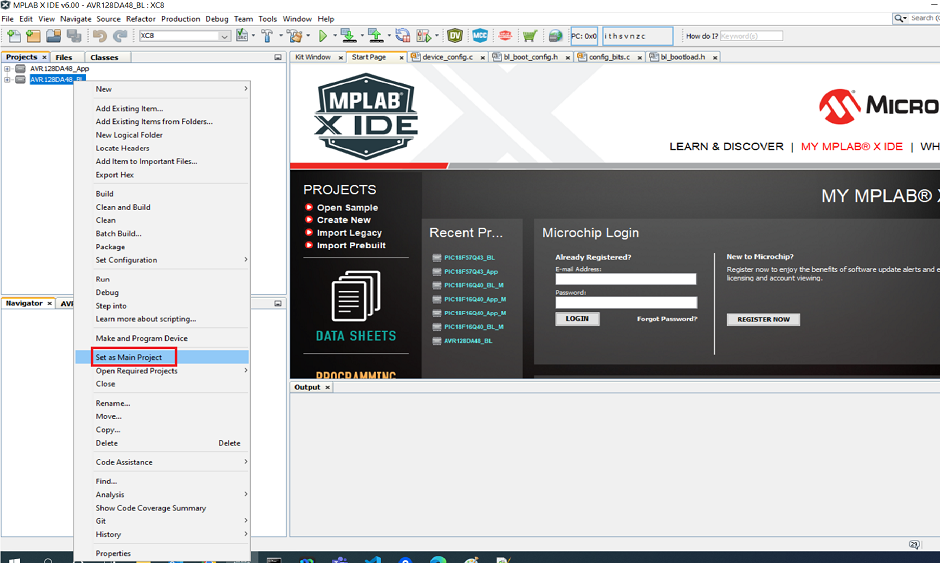 MPLAB X IDE v6.00 - AVR128DA48_BL : XC8
File Edit View Navigate Source Refactor Production Debug Team Tools Window Help
Search
XC8
DV
MCC
PC: 0x0
i t h s v n z c
How do I? Keyword(s)
Projects × Files Classes
Kit Window × Start Page × device_config.c × bl_boot_config.h × config_bits.c × bl_bootload.h ×
AVR128DA48_App
AVR128DA48_BL
New
Add Existing Item...
Add Existing Items from Folders...
New Logical Folder
Locate Headers
Add Item to Important Files...
Export Hex
Build
Clean and Build
Clean
Batch Build...
Package
Set Configuration
Run
Debug
Step into
Learn more about scripting...
Make and Program Device
Set as Main Project
Open Required Projects
Close
Rename...
Move...
Copy...
Delete Delete
Code Assistance
Find...
Analysis
Show Code Coverage Summary
Git
History
Properties
Navigator × AVR
MPLAB®
X IDE
MICRO
LEARN & DISCOVER | MY MPLAB® X IDE | WH
MY MPLAB® X
PROJECTS
Open Sample
Create New
Import Legacy
Import Prebuilt
DATA SHEETS
PROGRAMMING
Recent Pr...
PIC18F57Q43_BL
PIC18F57Q43_App
PIC18F16Q40_BL_M
PIC18F16Q40_App_M
PIC18F16Q40_App_M
PIC18F16Q40_BL_M
AVR128DA48_BL
Microchip Login
Already Registered?
E-mail Address:
Password:
LOGIN
Forgot Password?
New to Microchip?
Register now to enjoy the benefits of software update alerts and e
licensing and account viewing.
REGISTER NOW
Output ×